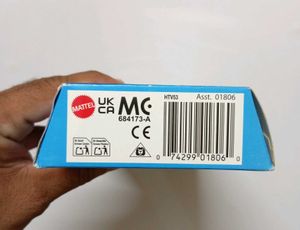 MATTEL
UK
CA
MC
684173-A
CE
HTV53
Asst. 01806
0 74299 01806 0